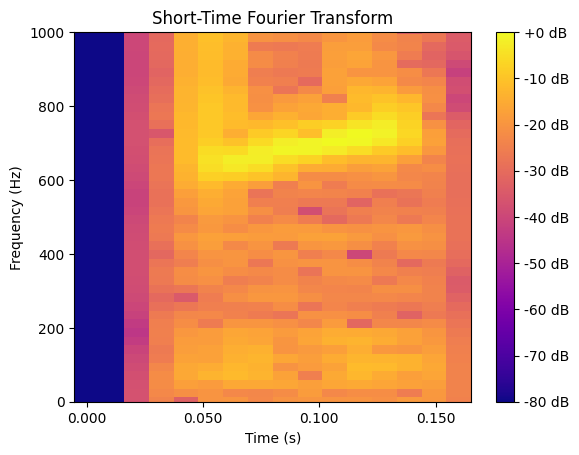 Short-Time Fourier Transform
1000
800
600
400
200
0
Frequency (Hz)
0.000
0.050
0.100
0.150
Time (s)
+0 dB
-10 dB
-20 dB
-30 dB
-40 dB
-50 dB
-60 dB
-70 dB
-80 dB